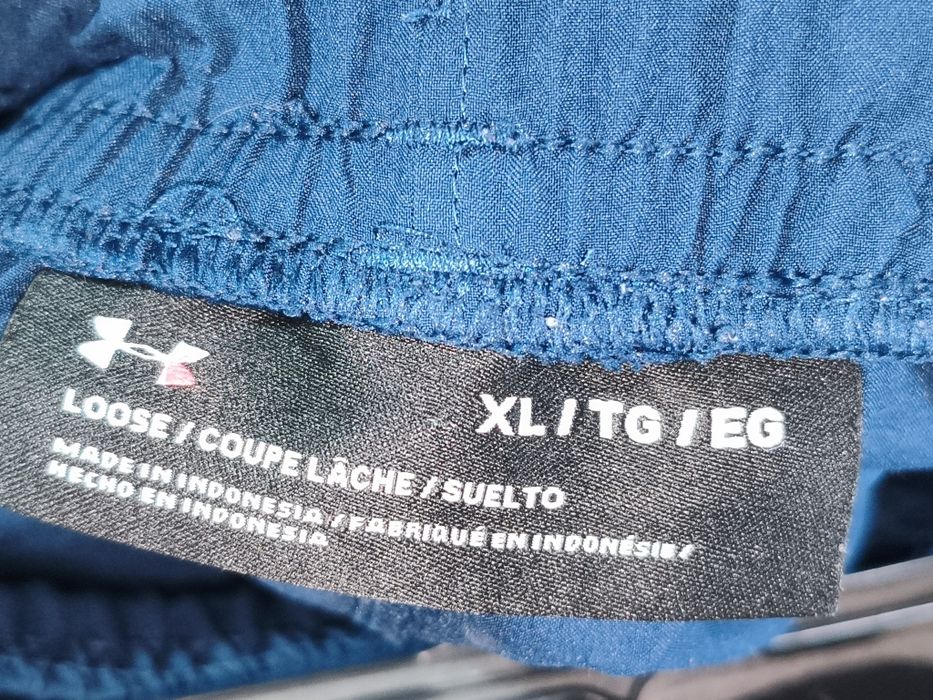 XL / TG / EG
LOOSE / COUPE LÂCHE / SUELTO
MADE IN INDONESIA / FABRIQUÉ EN INDONÉSIE /
HECHO EN INDONESIA